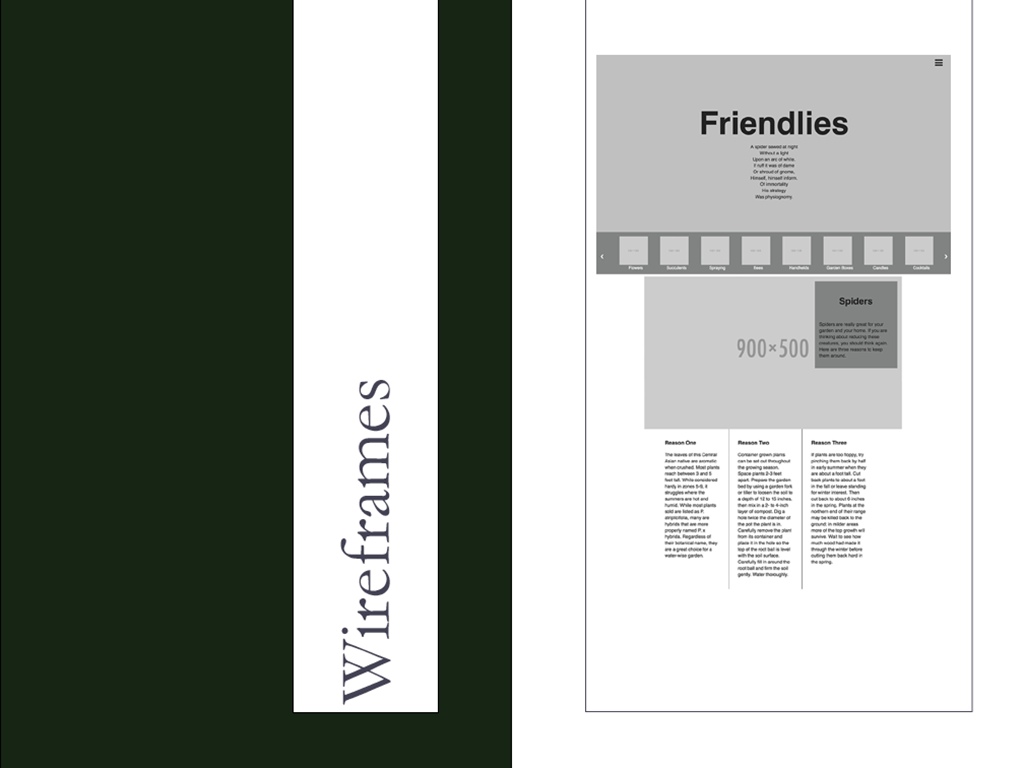 Wireframes
Friendlies
A spider sewed at night
Without a light
Upon an arc of white.
If ruff it was of dame
Or shroud of gnome,
Himself, himself inform.
Of immortality
His strategy
Was physiognomy
Flowers Succulents Spraying Bees Handhelds Garden Boxes Candles Cocktails
Spiders
Spiders are really great for your
garden and your home. If you are
thinking about reducing these
creatures, you should think again.
Here are three reasons to keep
them around.
900×500
Reason One
The leaves of this Central
Asian native are aromatic
when crushed. Most plants
reach between 3 and 5
feet tall. While considered
hardy in zones 5-9, it
struggles where the
summers are hot and
humid. While most plants
sold are listed as P.
atriplicifolia, many are
hybrids that are more
properly named P. x
hybrida. Regardless of
their botanical name, they
are a great choice for a
water-wise garden.
Reason Two
Container grown plants
can be set out throughout
the growing season.
Space plants 2-3 feet
apart. Prepare the garden
bed by using a garden fork
or tiller to loosen the soil to
a depth of 12 to 15 inches,
then mix in a 2- to 4-inch
layer of compost. Dig a
hole twice the diameter of
the pot the plant is in.
Carefully remove the plant
from its container and
place it in the hole so the
top of the root ball is level
with the soil surface.
Carefully fill in around the
root ball and firm the soil
gently. Water thoroughly.
Reason Three
If plants are too floppy, try
pinching them back by half
in early summer when they
are about a foot tall. Cut
back plants to about a foot
in the fall or leave standing
for winter interest. Then
cut back to about 6 inches
in the spring. Plants at the
northern end of their range
may be killed back to the
ground; in milder areas
more of the top growth will
survive. Wait to see how
much wood had made it
through the winter before
cutting them back hard in
the spring.